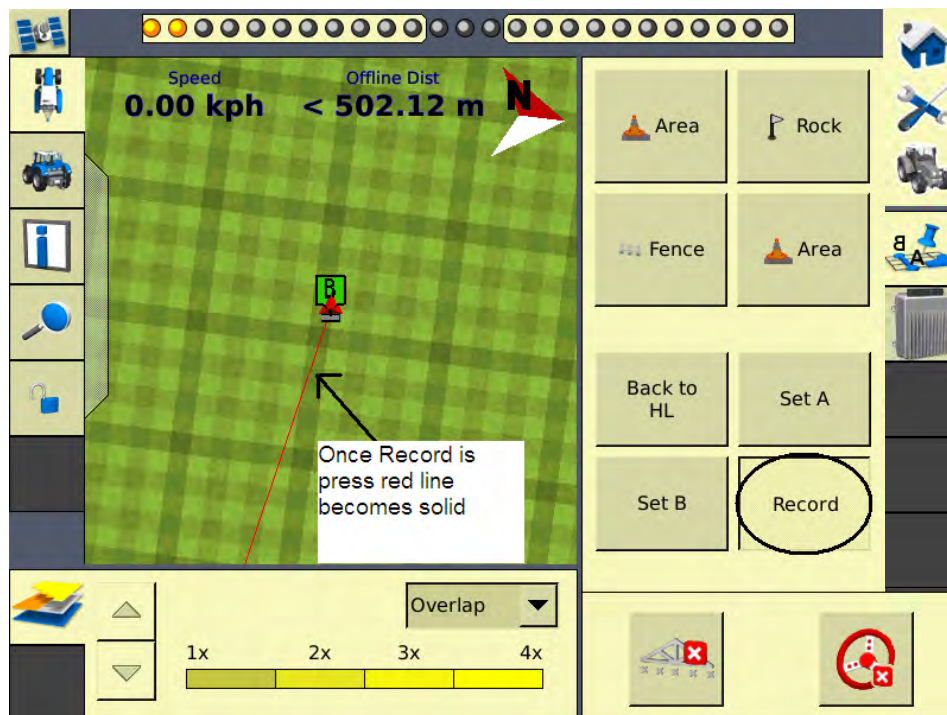 Speed
Offline Dist
0.00 kph
< 502.12 m
N
Area
Rock
Fence
Area
B
A
B
Back to
HL
Set A
Once Record is
press red line
becomes solid
Set B
Record
Overlap
1x
2x
3x
4x